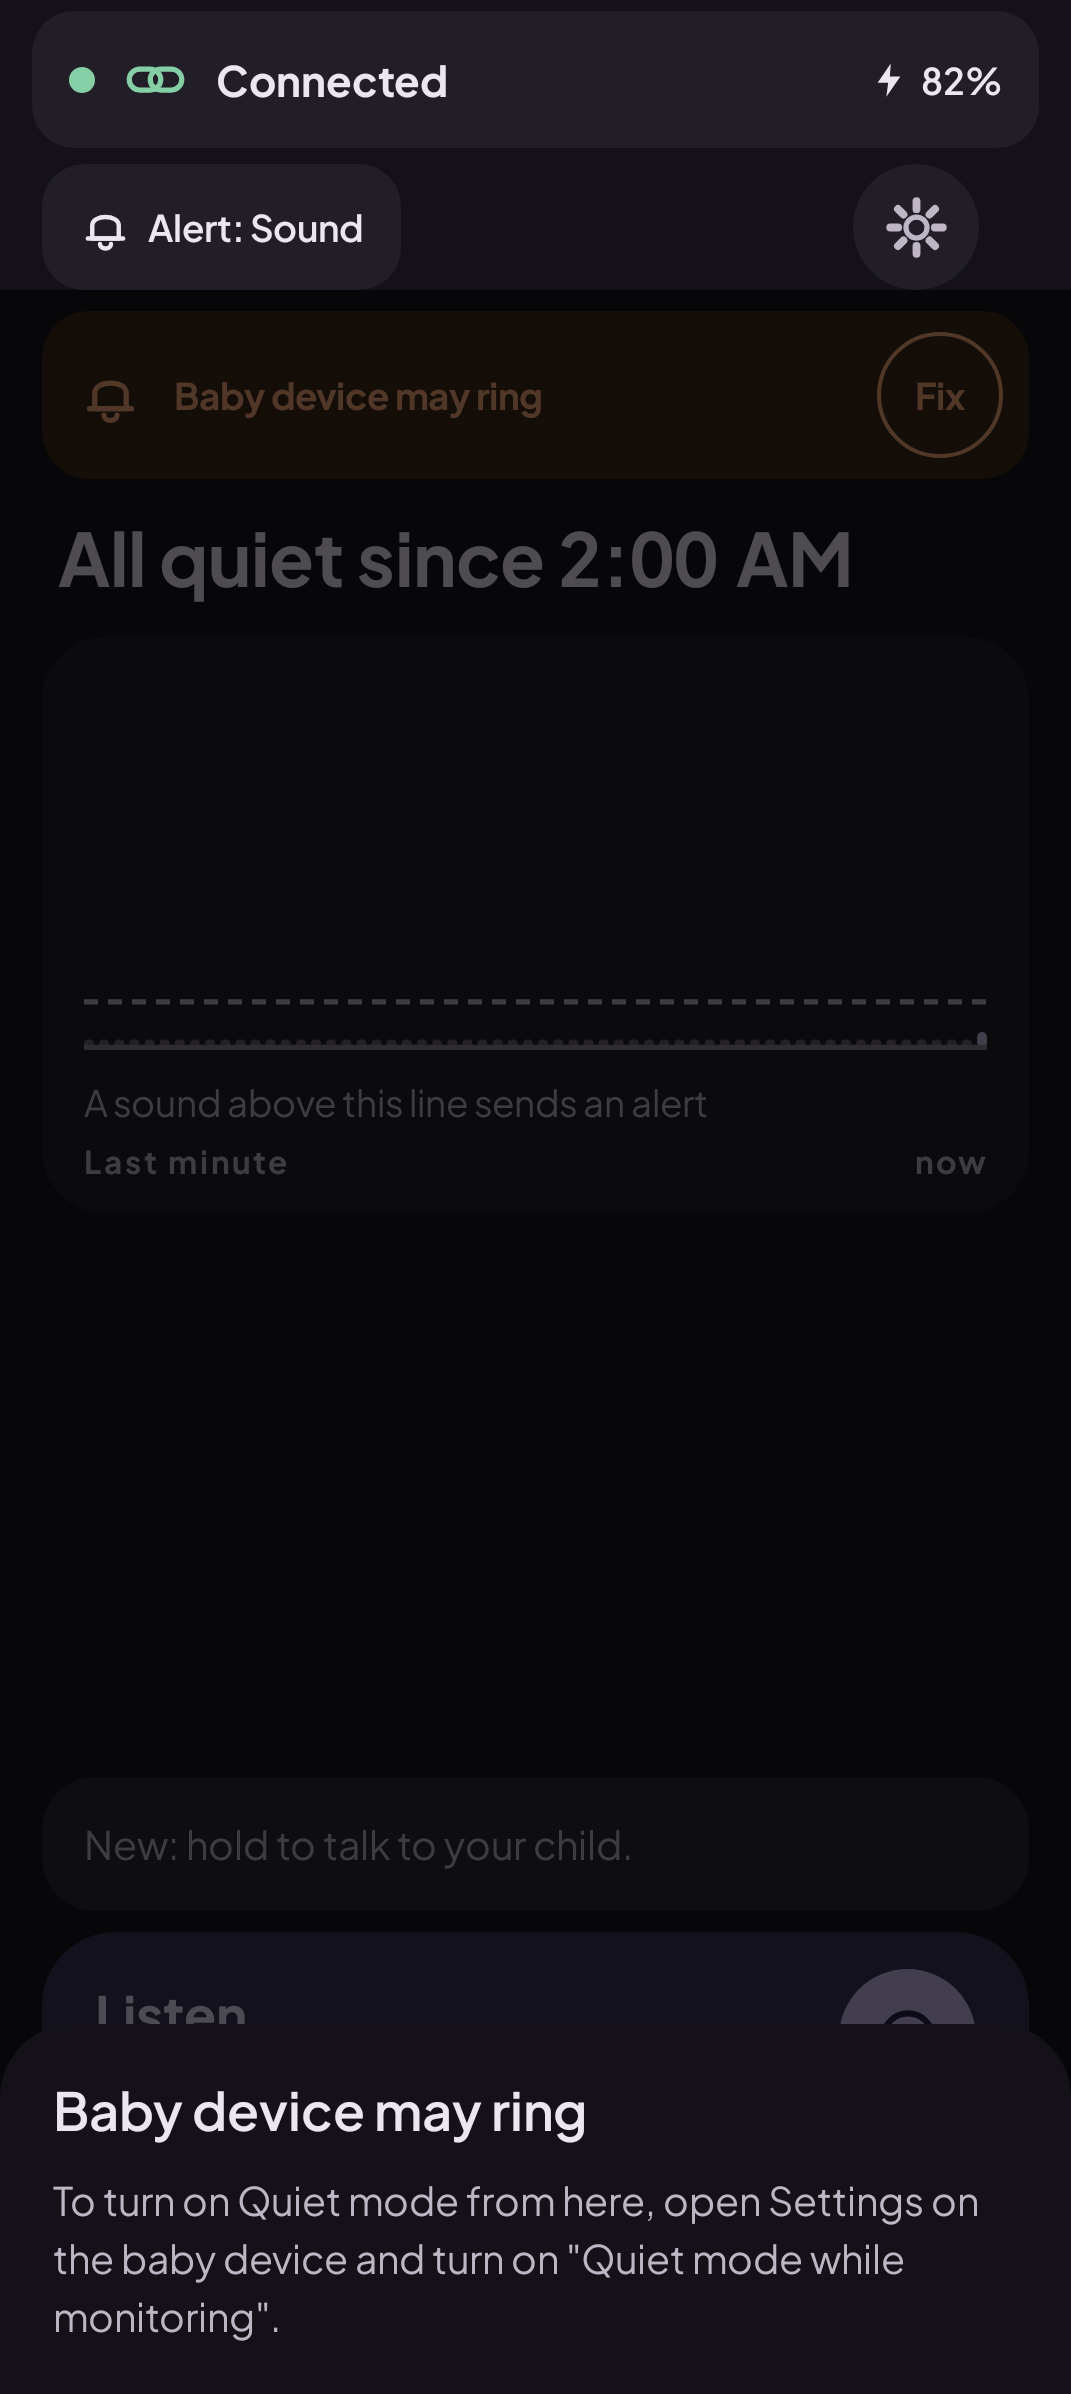 Connected
82%
Alert: Sound
Baby device may ring
Fix
All quiet since 2:00 AM
A sound above this line sends an alert
Last minute
now
New: hold to talk to your child.
Listen
Baby device may ring
To turn on Quiet mode from here, open Settings on
the baby device and turn on "Quiet mode while
monitoring".